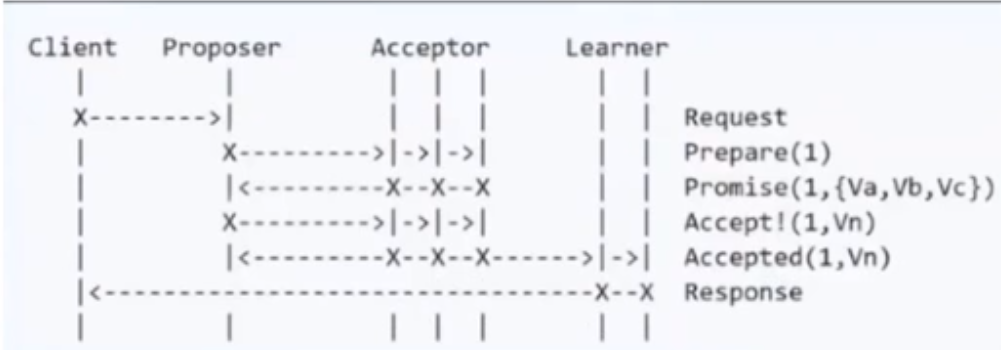 Client Proposer Acceptor Learner
| | | | | | |
X-------->| | | | | | Request
| X--------->|->|->| | | Prepare(1)
| |<---------X--X--X | | Promise(1,{Va,Vb,Vc})
| X--------->|->|->| | | Accept!(1,Vn)
| |<---------X--X--X------>|->| Accepted(1,Vn)
|<---------------------------------X--X Response
| | | | | | |